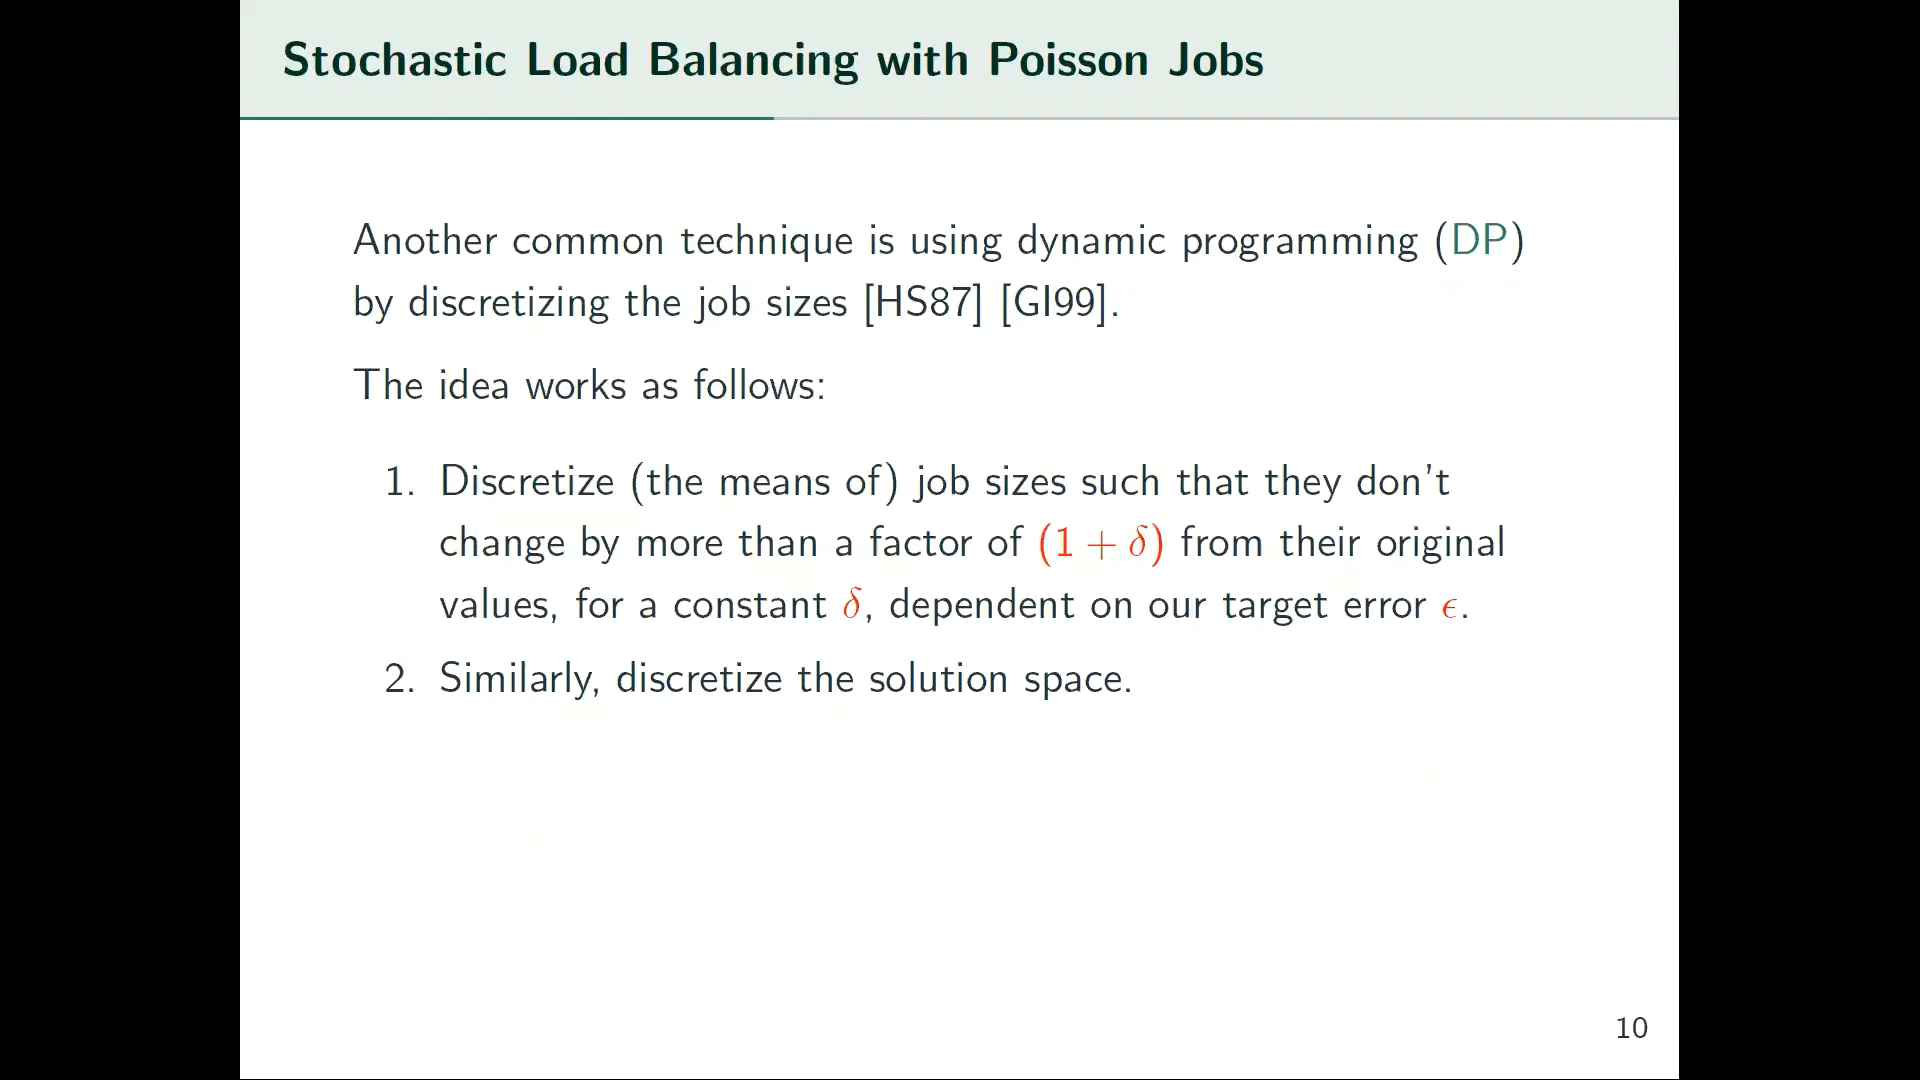 Stochastic Load Balancing with Poisson Jobs
Another common technique is using dynamic programming (DP)
by discretizing the job sizes [HS87] [GI99].
The idea works as follows:
1. Discretize (the means of) job sizes such that they don't
change by more than a factor of (1 + δ) from their original
values, for a constant δ, dependent on our target error ϵ.
2. Similarly, discretize the solution space.
10